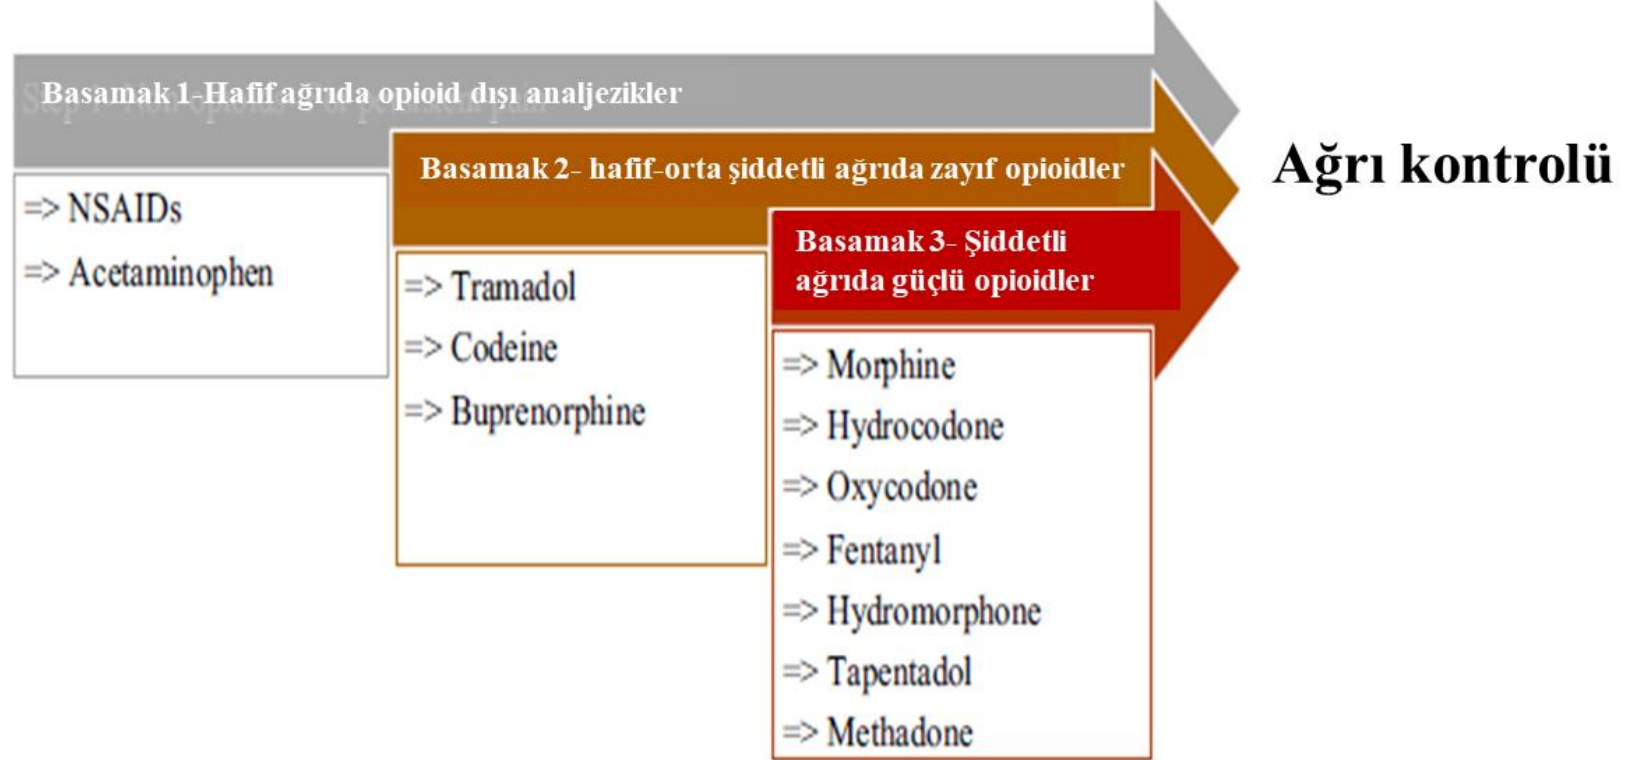 Basamak 1-Hafif ağrıda opioid dışı analjezikler
=> NSAIDs
=> Acetaminophen
Basamak 2- hafif-orta şiddetli ağrıda zayıf opioidler
=> Tramadol
=> Codeine
=> Buprenorphine
Basamak 3- Şiddetli
ağrıda güçlü opioidler
=> Morphine
=> Hydrocodone
=> Oxycodone
=> Fentanyl
=> Hydromorphone
=> Tapentadol
=> Methadone
Ağrı kontrolü